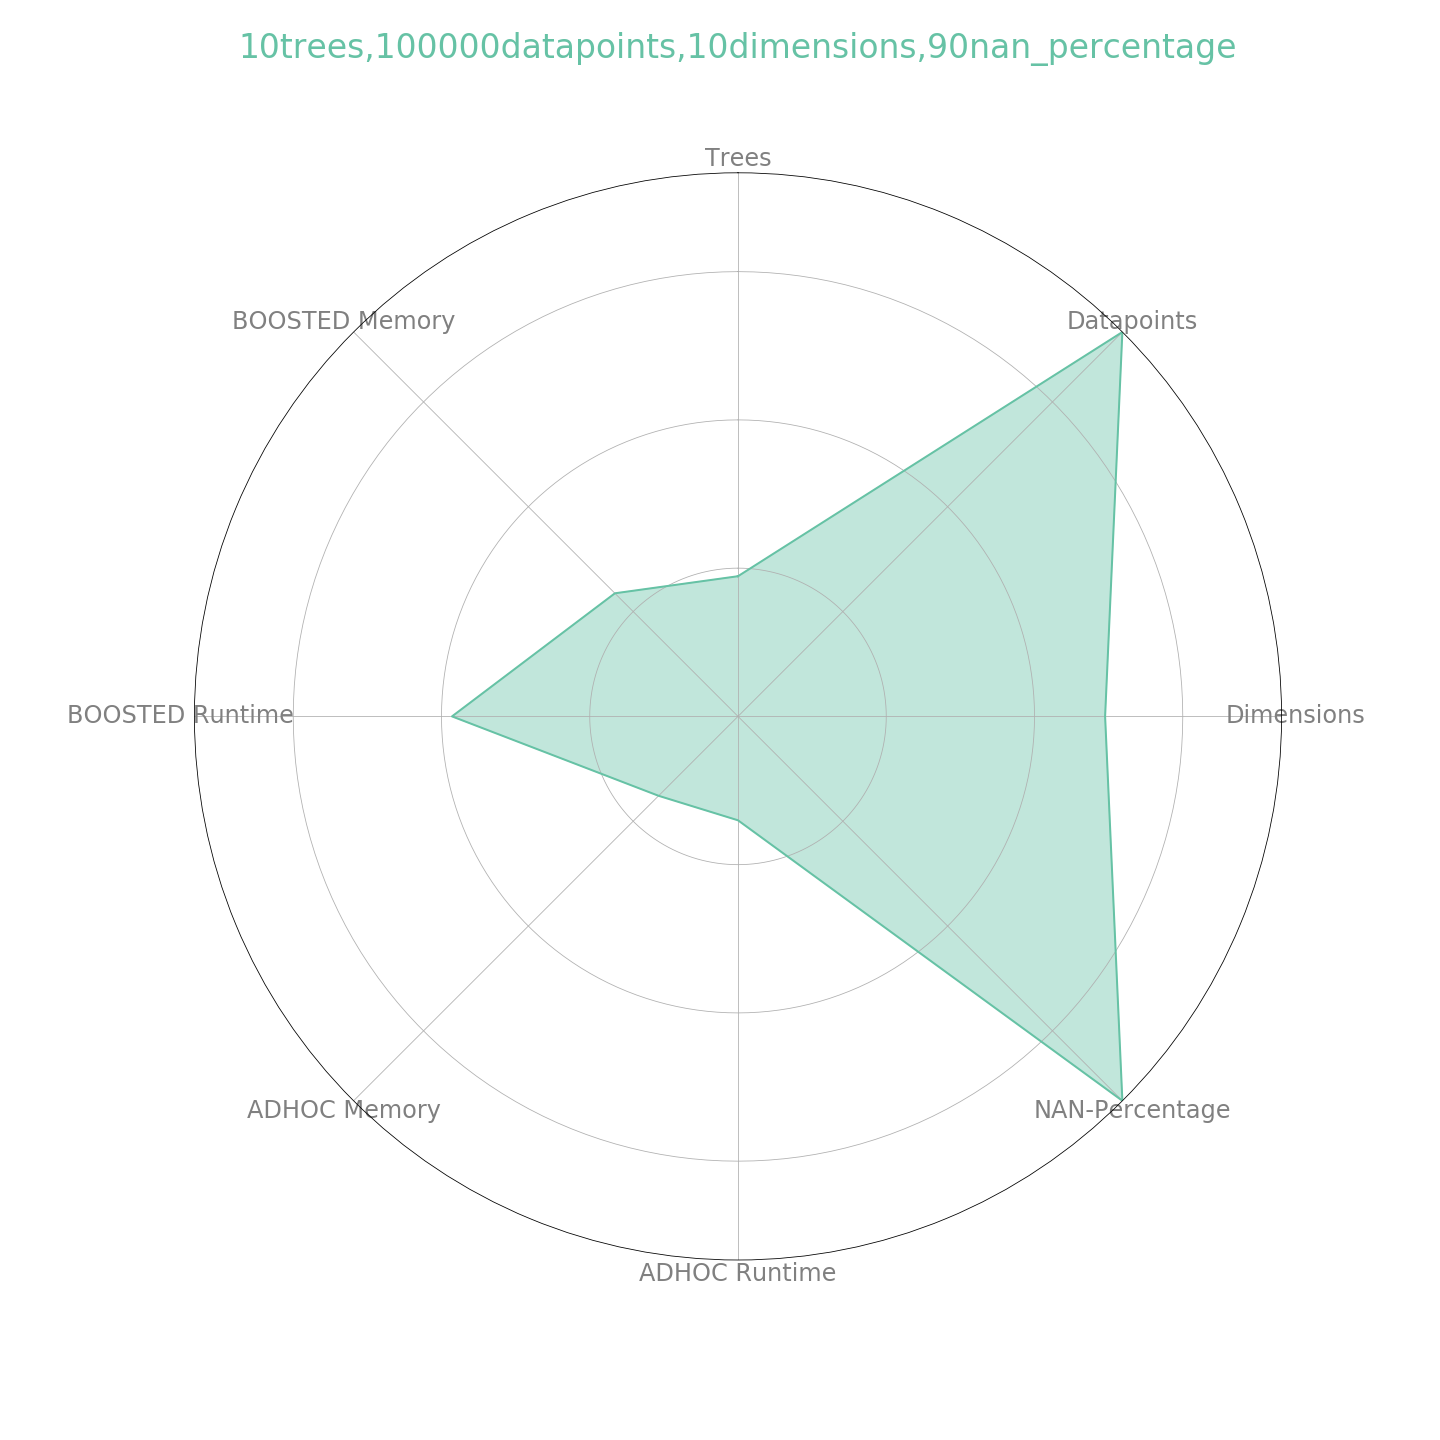 10trees,100000datapoints,10dimensions,90nan_percentage
Trees
BOOSTED Memory
Datapoints
BOOSTED Runtime
Dimensions
ADHOC Memory
NAN-Percentage
ADHOC Runtime